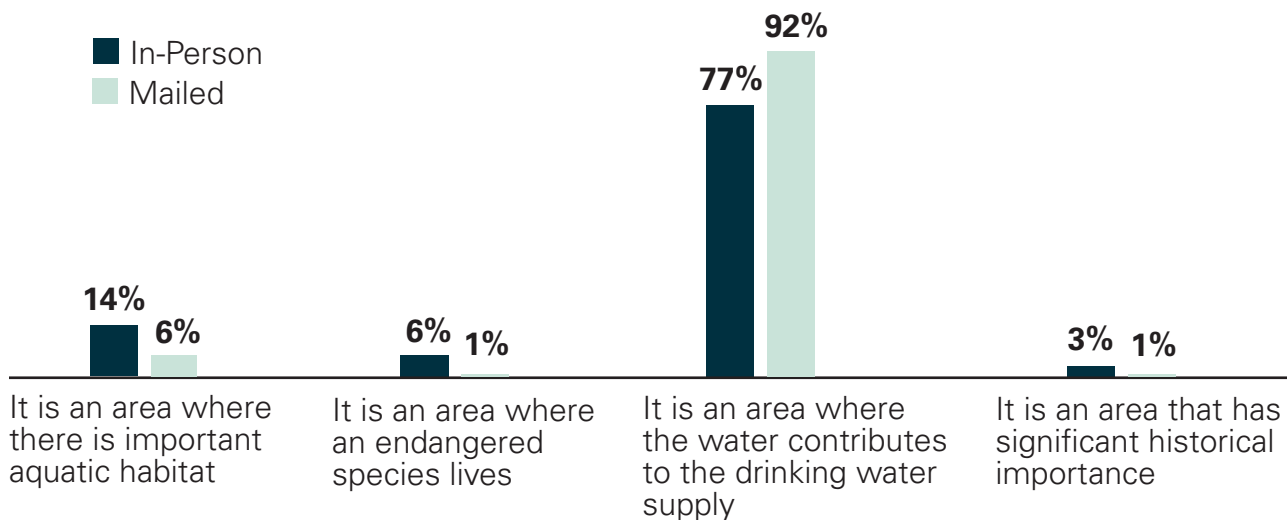 92%
In-Person
Mailed
77%
14%
6%
6%
1%
3%
1%
It is an area where
there is important
aquatic habitat
It is an area where
an endangered
species lives
It is an area where
the water contributes
to the drinking water
supply
It is an area that has
significant historical
importance